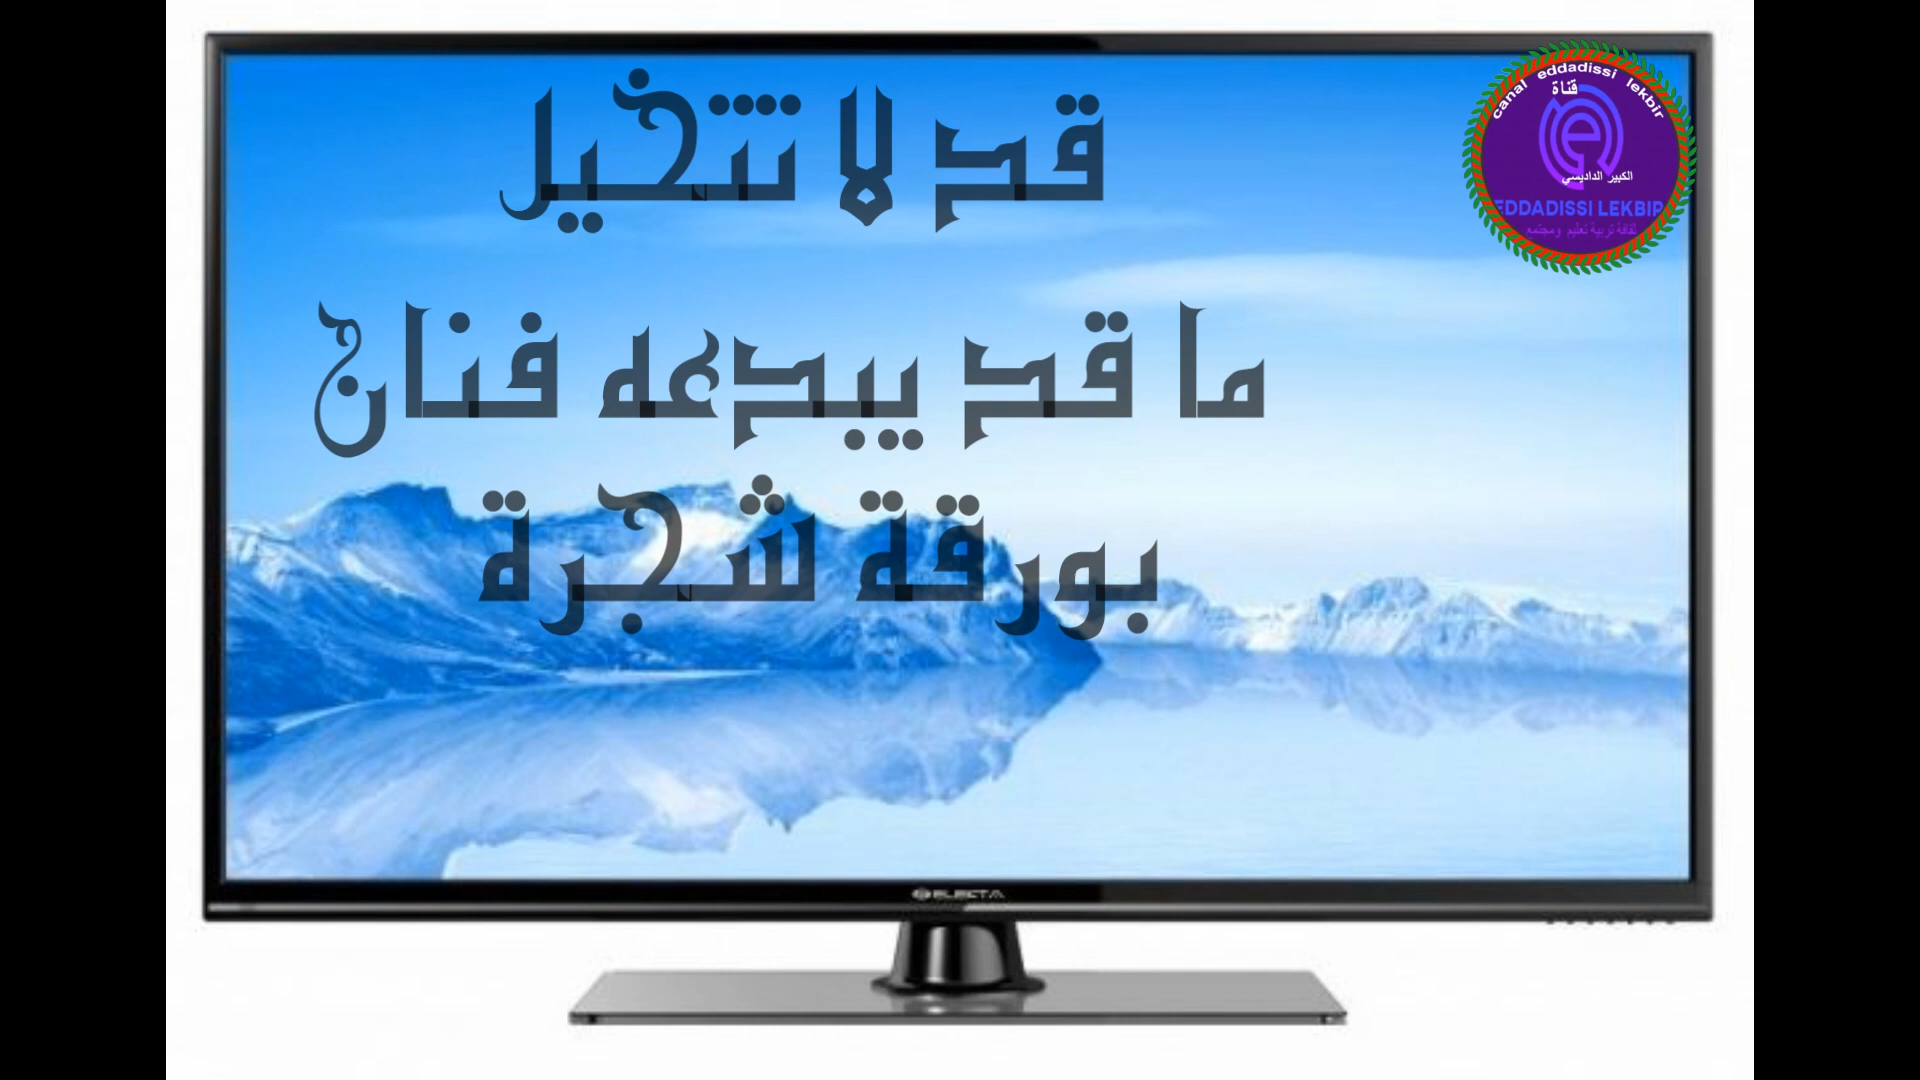 قد لا تتخيل
ما قد يبدعه فنان
بورقة شجرة
canal eddadissi lekbir
قناة
e
الكبير الداديسي
EDDADISSI LEKBIR
ثقافة تربية تعليم ومجتمع
ELECTA